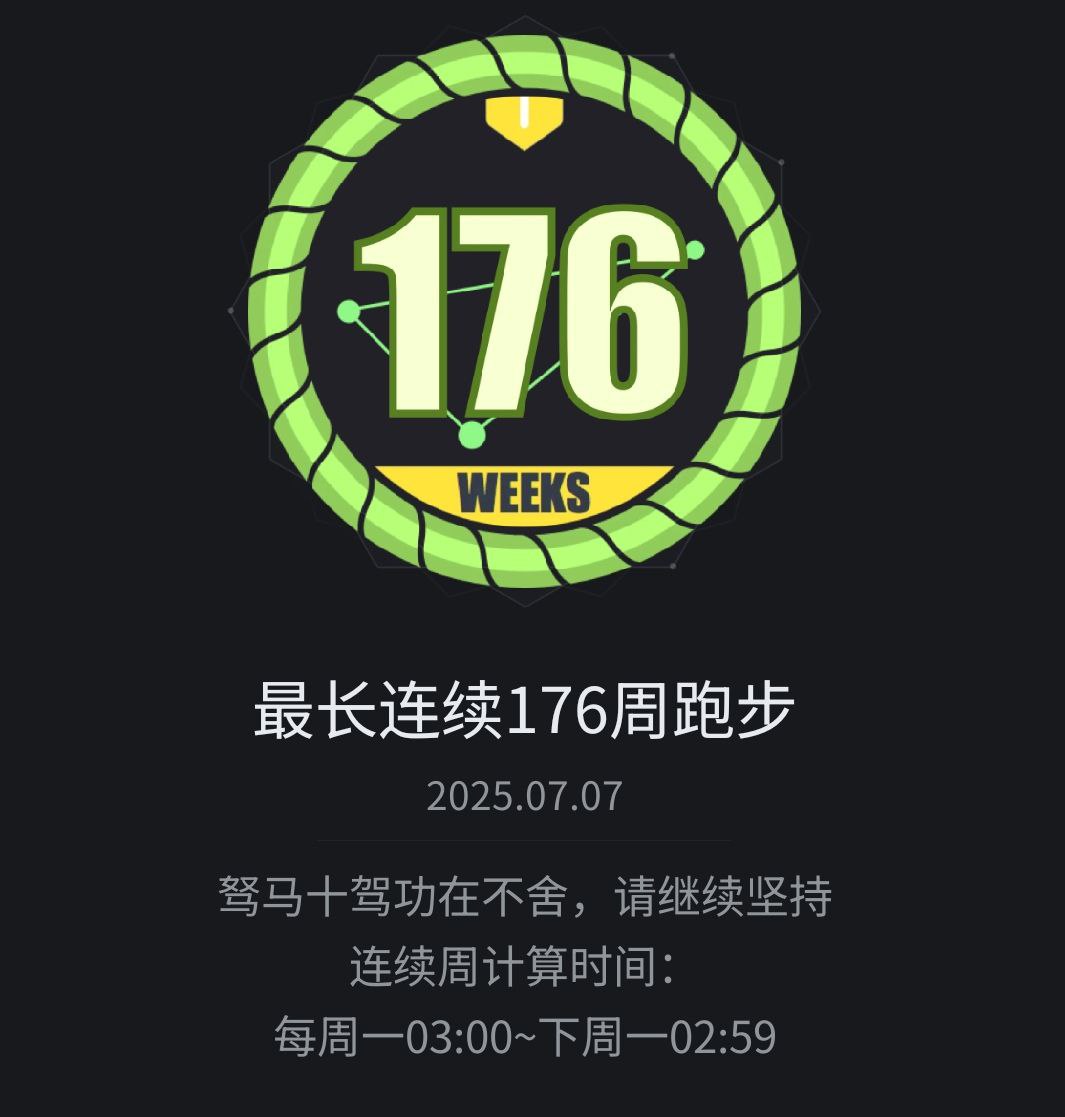 176
WEEKS
最长连续176周跑步
2025.07.07
驽马十驾功在不舍，请继续坚持
连续周计算时间：
每周一03:00~下周一02:59